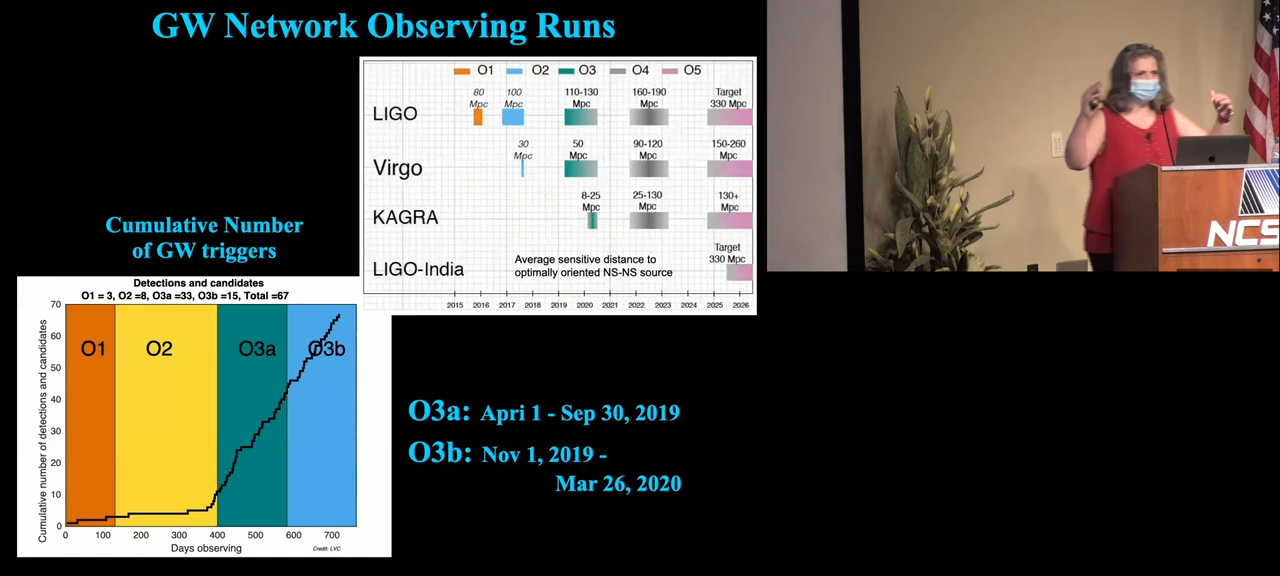 GW Network Observing Runs
O1 O2 O3 O4 O5
80 Mpc 100 Mpc 110-130 Mpc 160-190 Mpc Target 330 Mpc
LIGO
30 Mpc 50 Mpc 90-120 Mpc 150-260 Mpc
Virgo
8-25 Mpc 25-130 Mpc 130+ Mpc
KAGRA
Target 330 Mpc
LIGO-India
Average sensitive distance to
optimally oriented NS-NS source
2015 2016 2017 2018 2019 2020 2021 2022 2023 2024 2025 2026
Cumulative Number
of GW triggers
Detections and candidates
O1 = 3, O2 =8, O3a =33, O3b =15, Total =67
Cumulative number of detections and candidates
70
60
50
40
30
20
10
0
O1 O2 O3a O3b
0 100 200 300 400 500 600 700
Days observing
Credit: LVC
O3a: Apri 1 - Sep 30, 2019
O3b: Nov 1, 2019 -
Mar 26, 2020
NCS